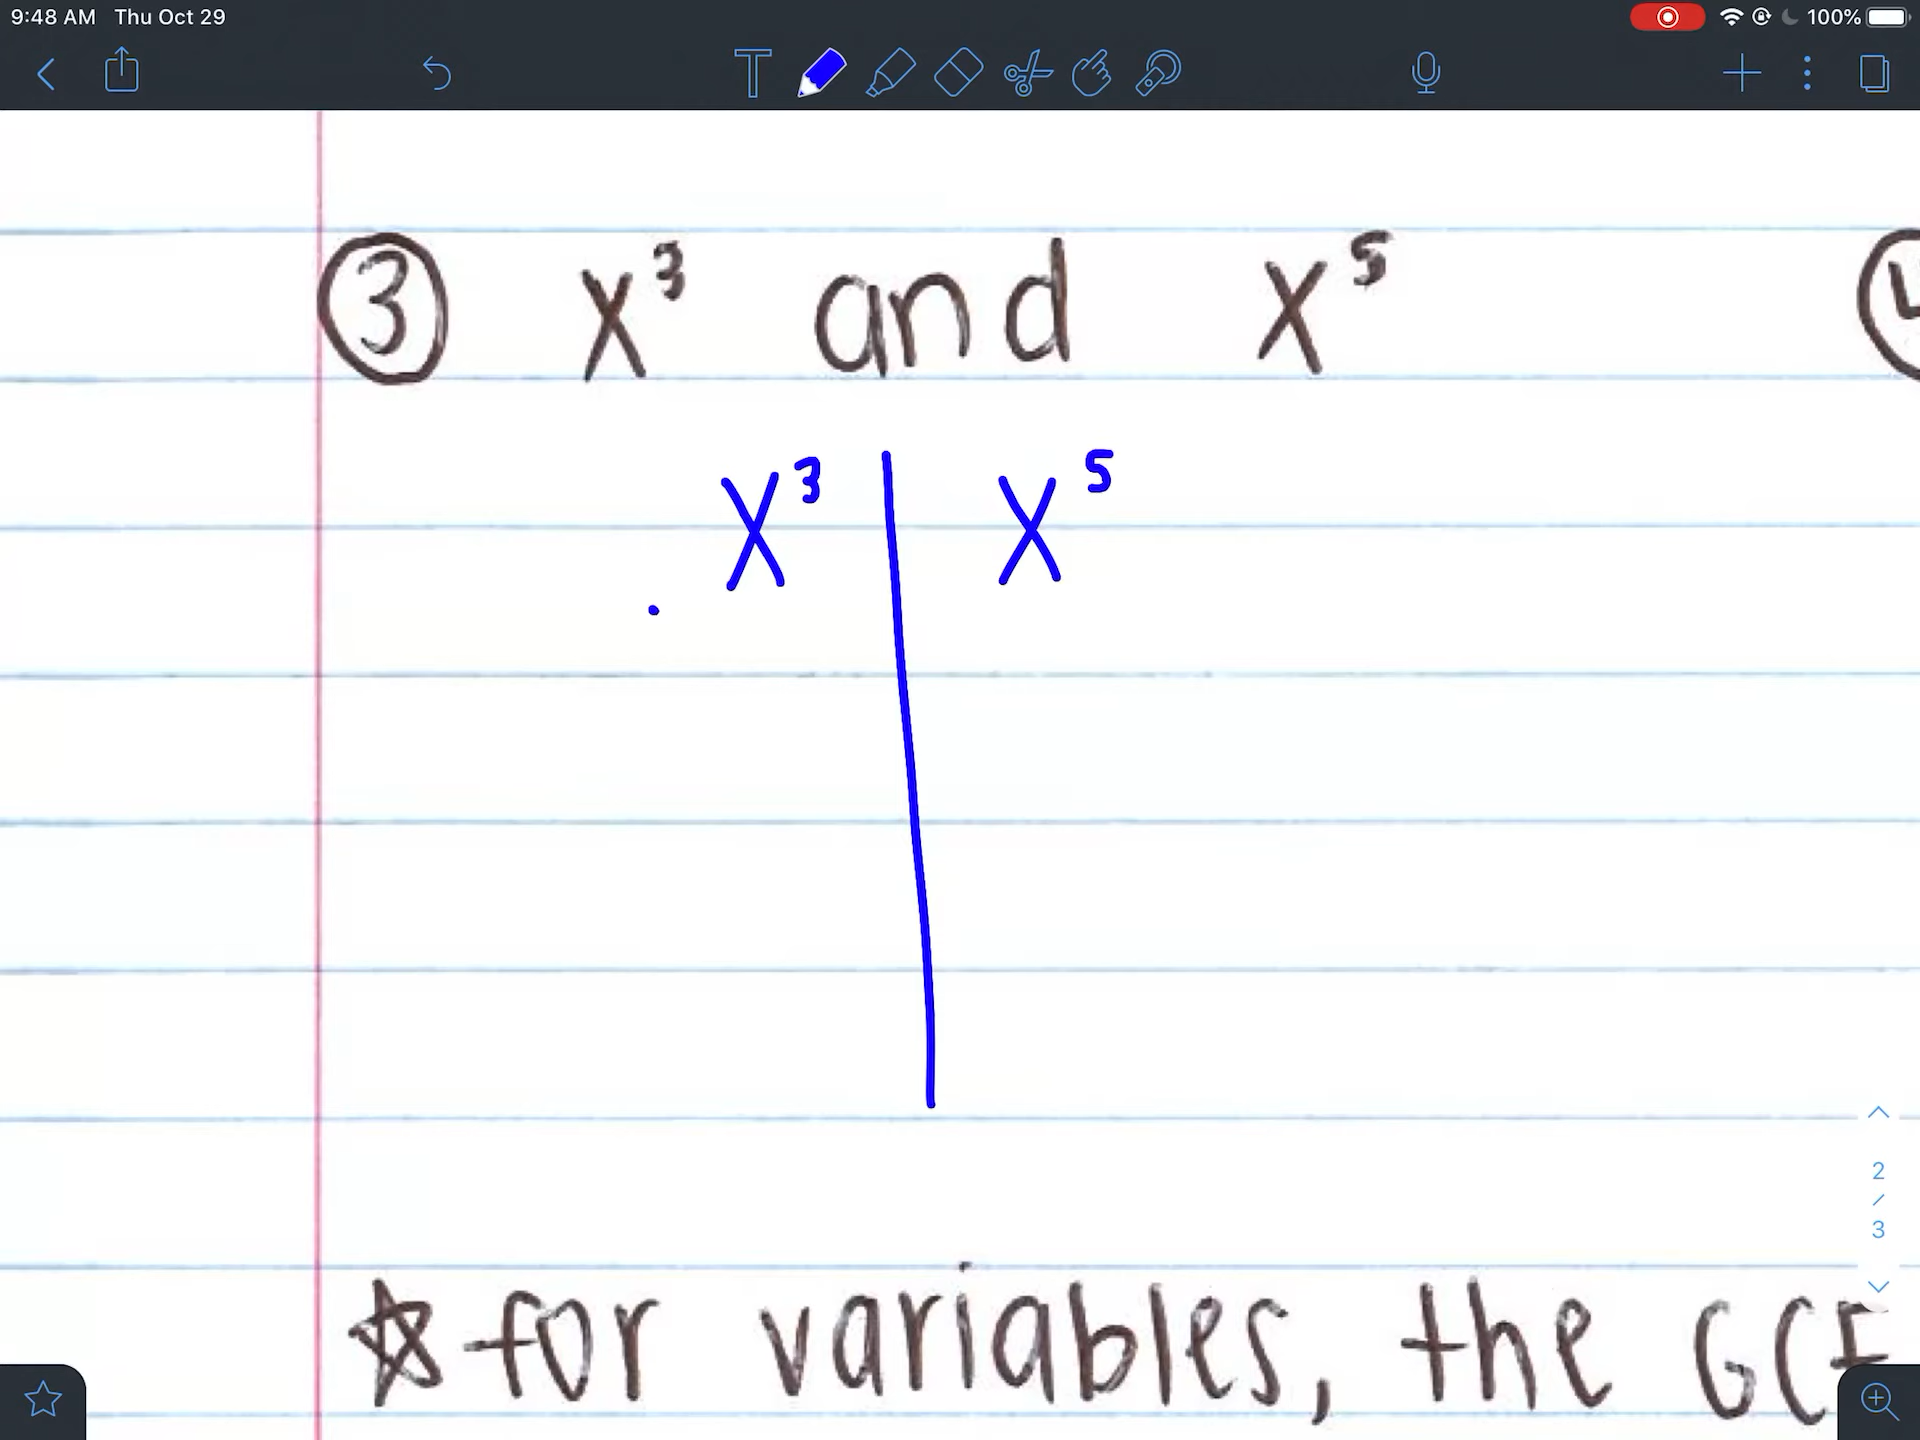 9:48 AM Thu Oct 29 100%
③ x³ and x⁵
x³ x⁵
2
/
3
☆ for variables, the GCF